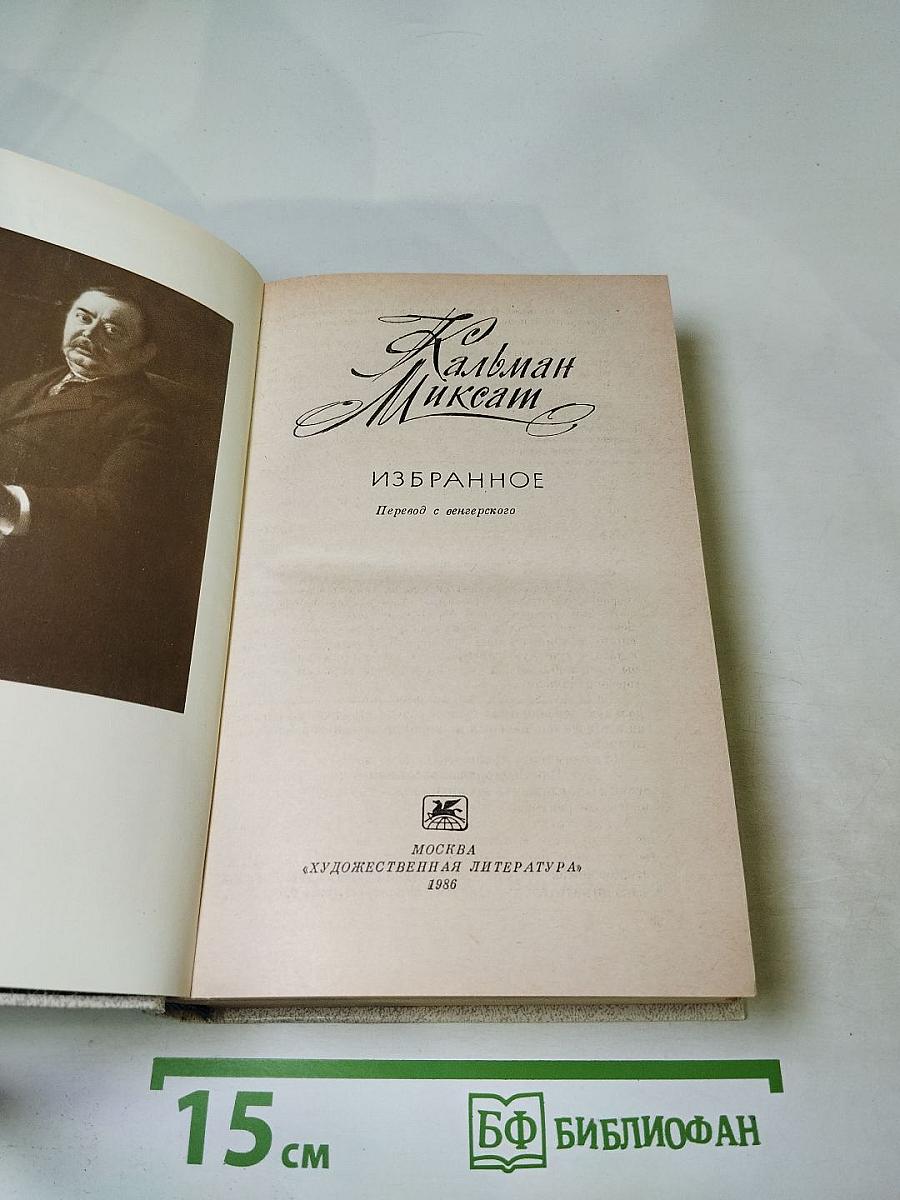 Кальман
Миксат
ИЗБРАННОЕ
Перевод с венгерского
МОСКВА
«ХУДОЖЕСТВЕННАЯ ЛИТЕРАТУРА»
1986
15 см
БФ БИБЛИОФАН